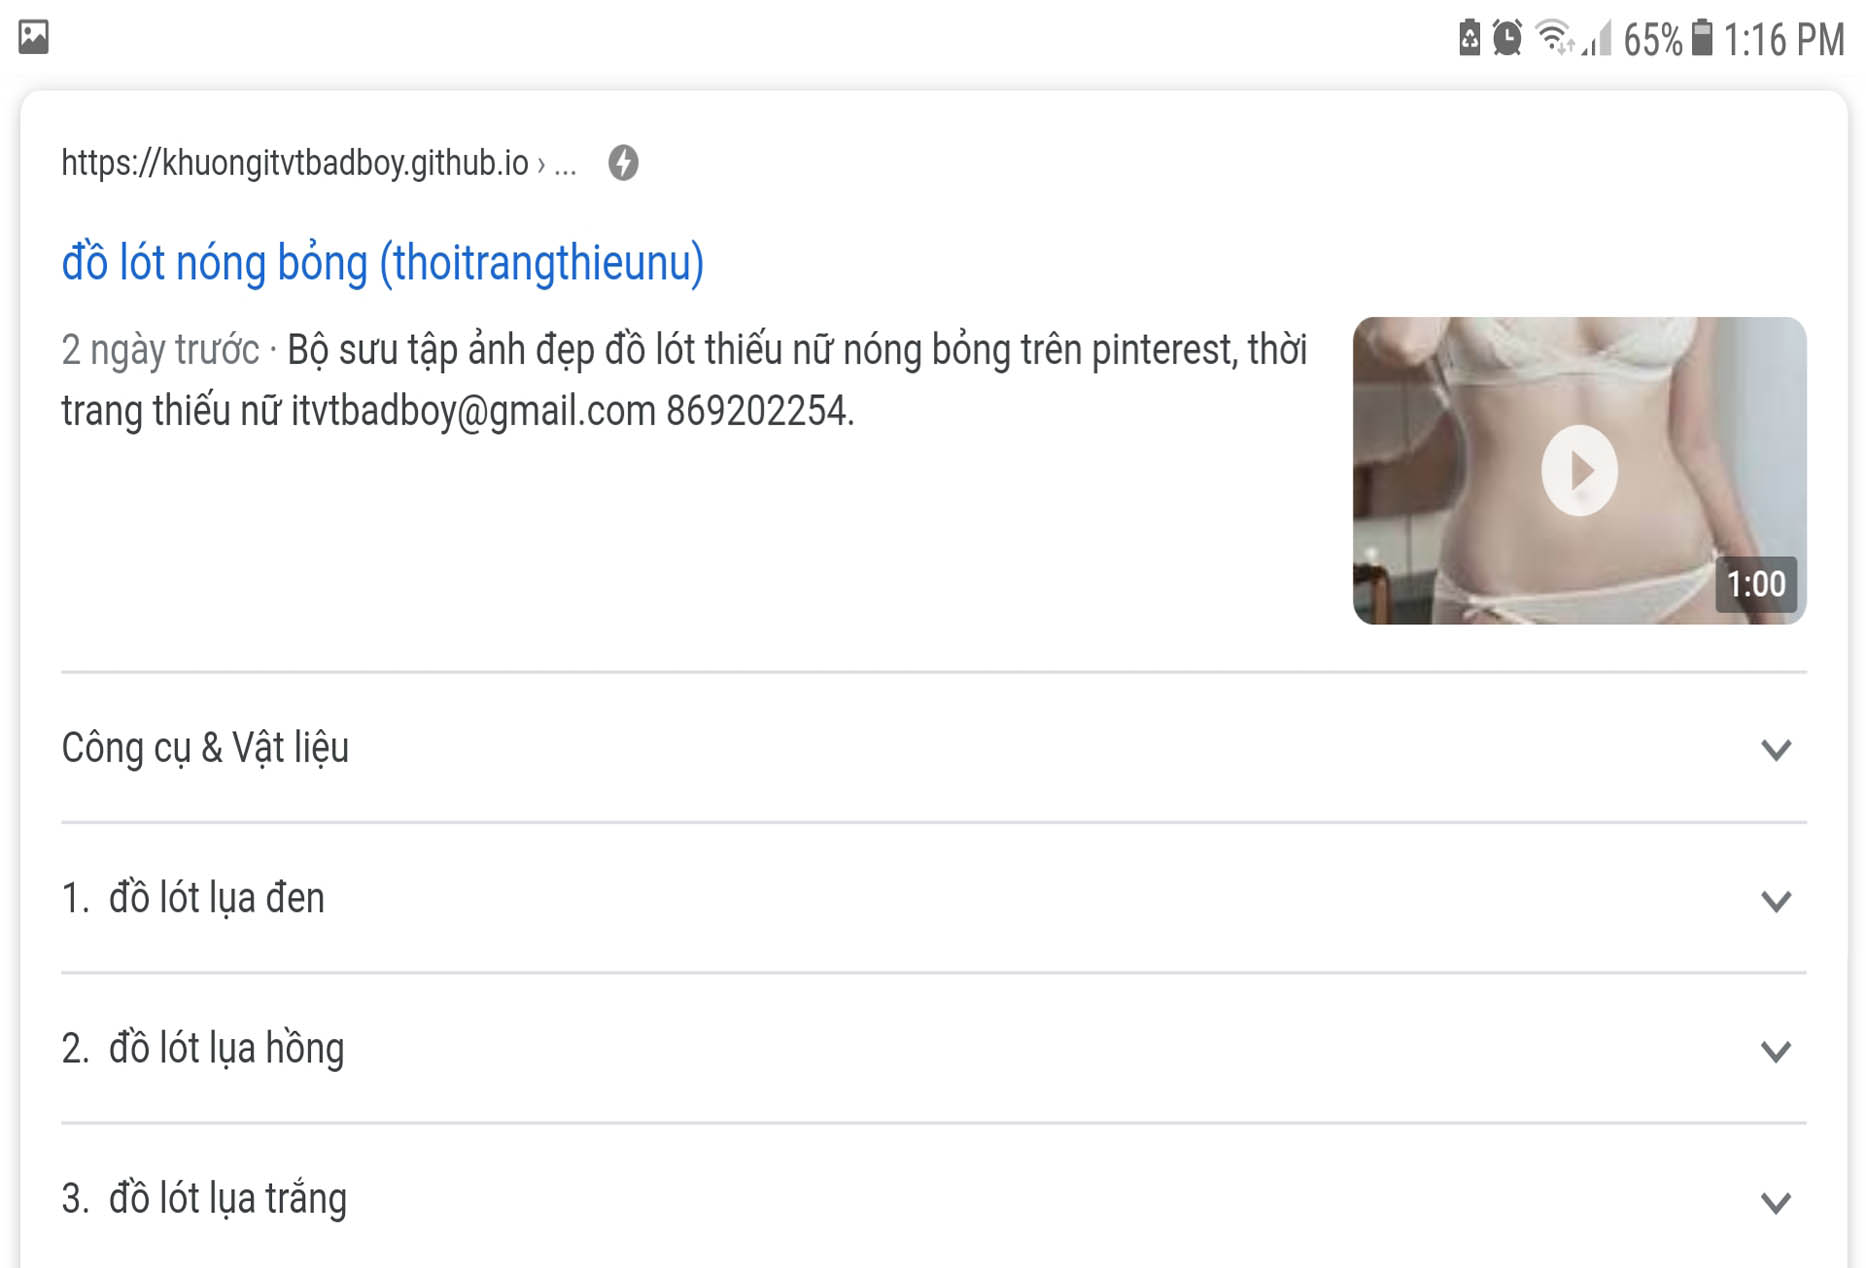 65% 1:16 PM
https://khuongitvtbadboy.github.io › ...
đồ lót nóng bỏng (thoitrangthieunu)
2 ngày trước · Bộ sưu tập ảnh đẹp đồ lót thiếu nữ nóng bỏng trên pinterest, thời
trang thiếu nữ itvtbadboy@gmail.com 869202254.
1:00
Công cụ & Vật liệu
1. đồ lót lụa đen
2. đồ lót lụa hồng
3. đồ lót lụa trắng